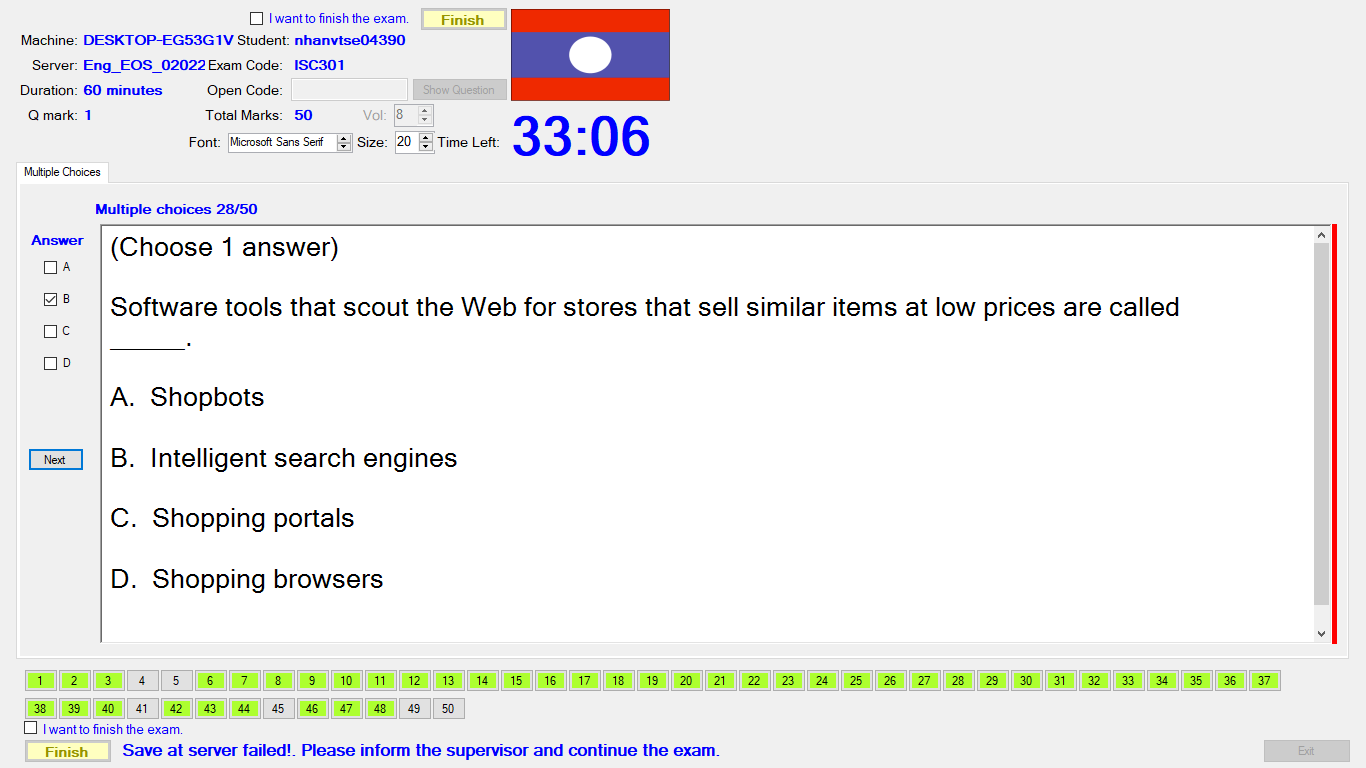 I want to finish the exam. Finish
Machine: DESKTOP-EG53G1V Student: nhanvtse04390
Server: Eng_EOS_02022 Exam Code: ISC301
Duration: 60 minutes Open Code: Show Question
Q mark: 1 Total Marks: 50 Vol: 8
Font: Microsoft Sans Serif Size: 20 Time Left: 33:06
Multiple Choices
Multiple choices 28/50
Answer
A
B
C
D
Next
(Choose 1 answer)
Software tools that scout the Web for stores that sell similar items at low prices are called
______.
A. Shopbots
B. Intelligent search engines
C. Shopping portals
D. Shopping browsers
1 2 3 4 5 6 7 8 9 10 11 12 13 14 15 16 17 18 19 20 21 22 23 24 25 26 27 28 29 30 31 32 33 34 35 36 37
38 39 40 41 42 43 44 45 46 47 48 49 50
I want to finish the exam.
Finish Save at server failed!. Please inform the supervisor and continue the exam. Exit